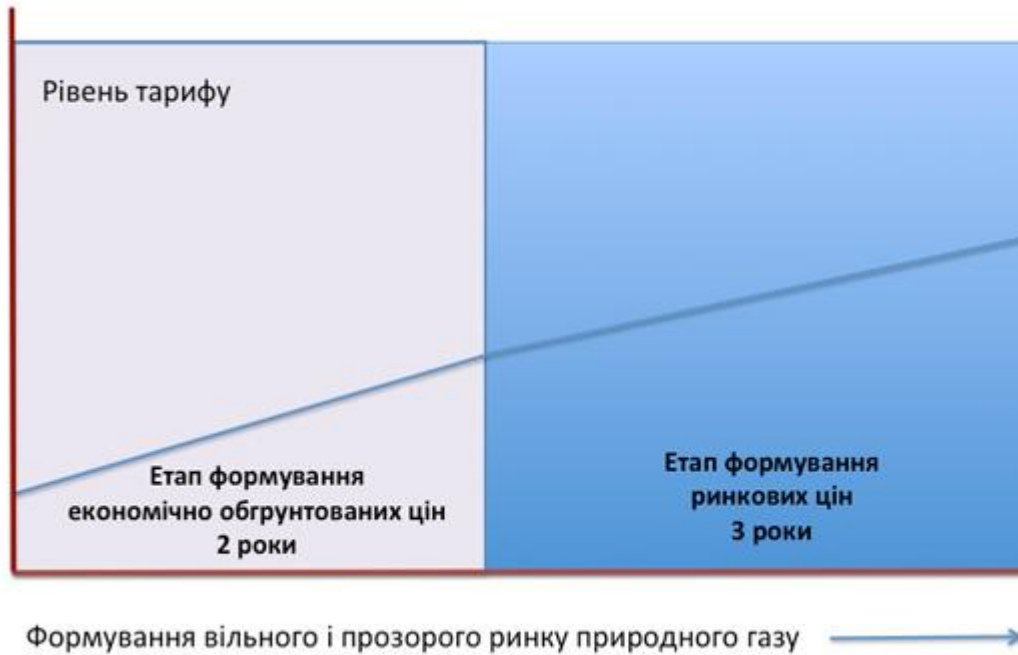 Рівень тарифу
Етап формування
економічно обгрунтованих цін
2 роки
Етап формування
ринкових цін
3 роки
Формування вільного і прозорого ринку природного газу